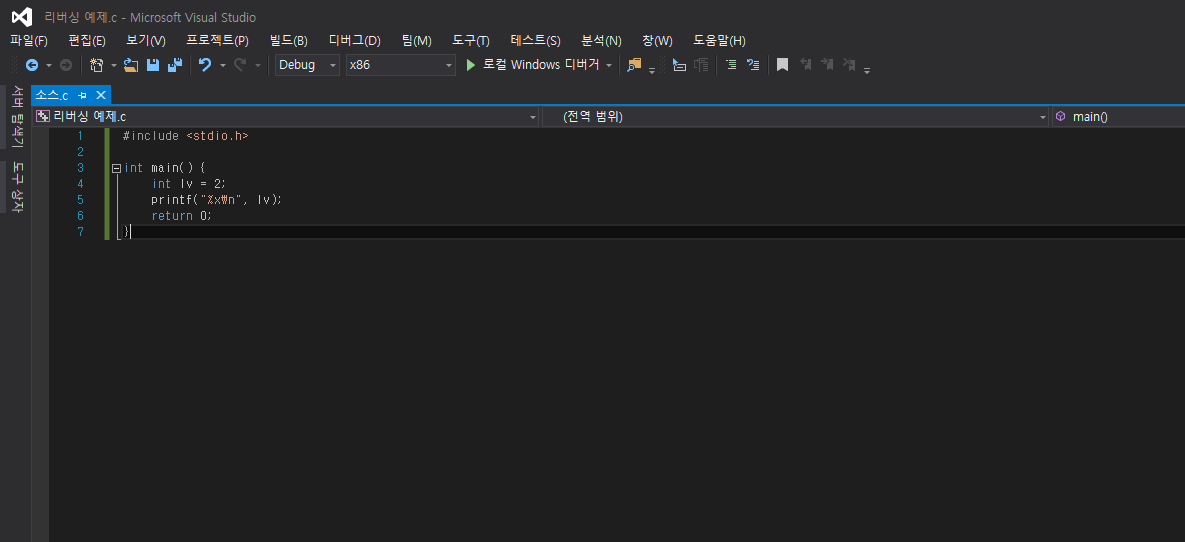 리버싱 예제.c - Microsoft Visual Studio
파일(F) 편집(E) 보기(V) 프로젝트(P) 빌드(B) 디버그(D) 팀(M) 도구(T) 테스트(S) 분석(N) 창(W) 도움말(H)
Debug x86 로컬 Windows 디버거
서버 탐색기
도구 상자
소스.c
리버싱 예제.c (전역 범위) main()
1 #include <stdio.h>
2
3 int main() {
4 int lv = 2;
5 printf("%x₩n", lv);
6 return 0;
7 }